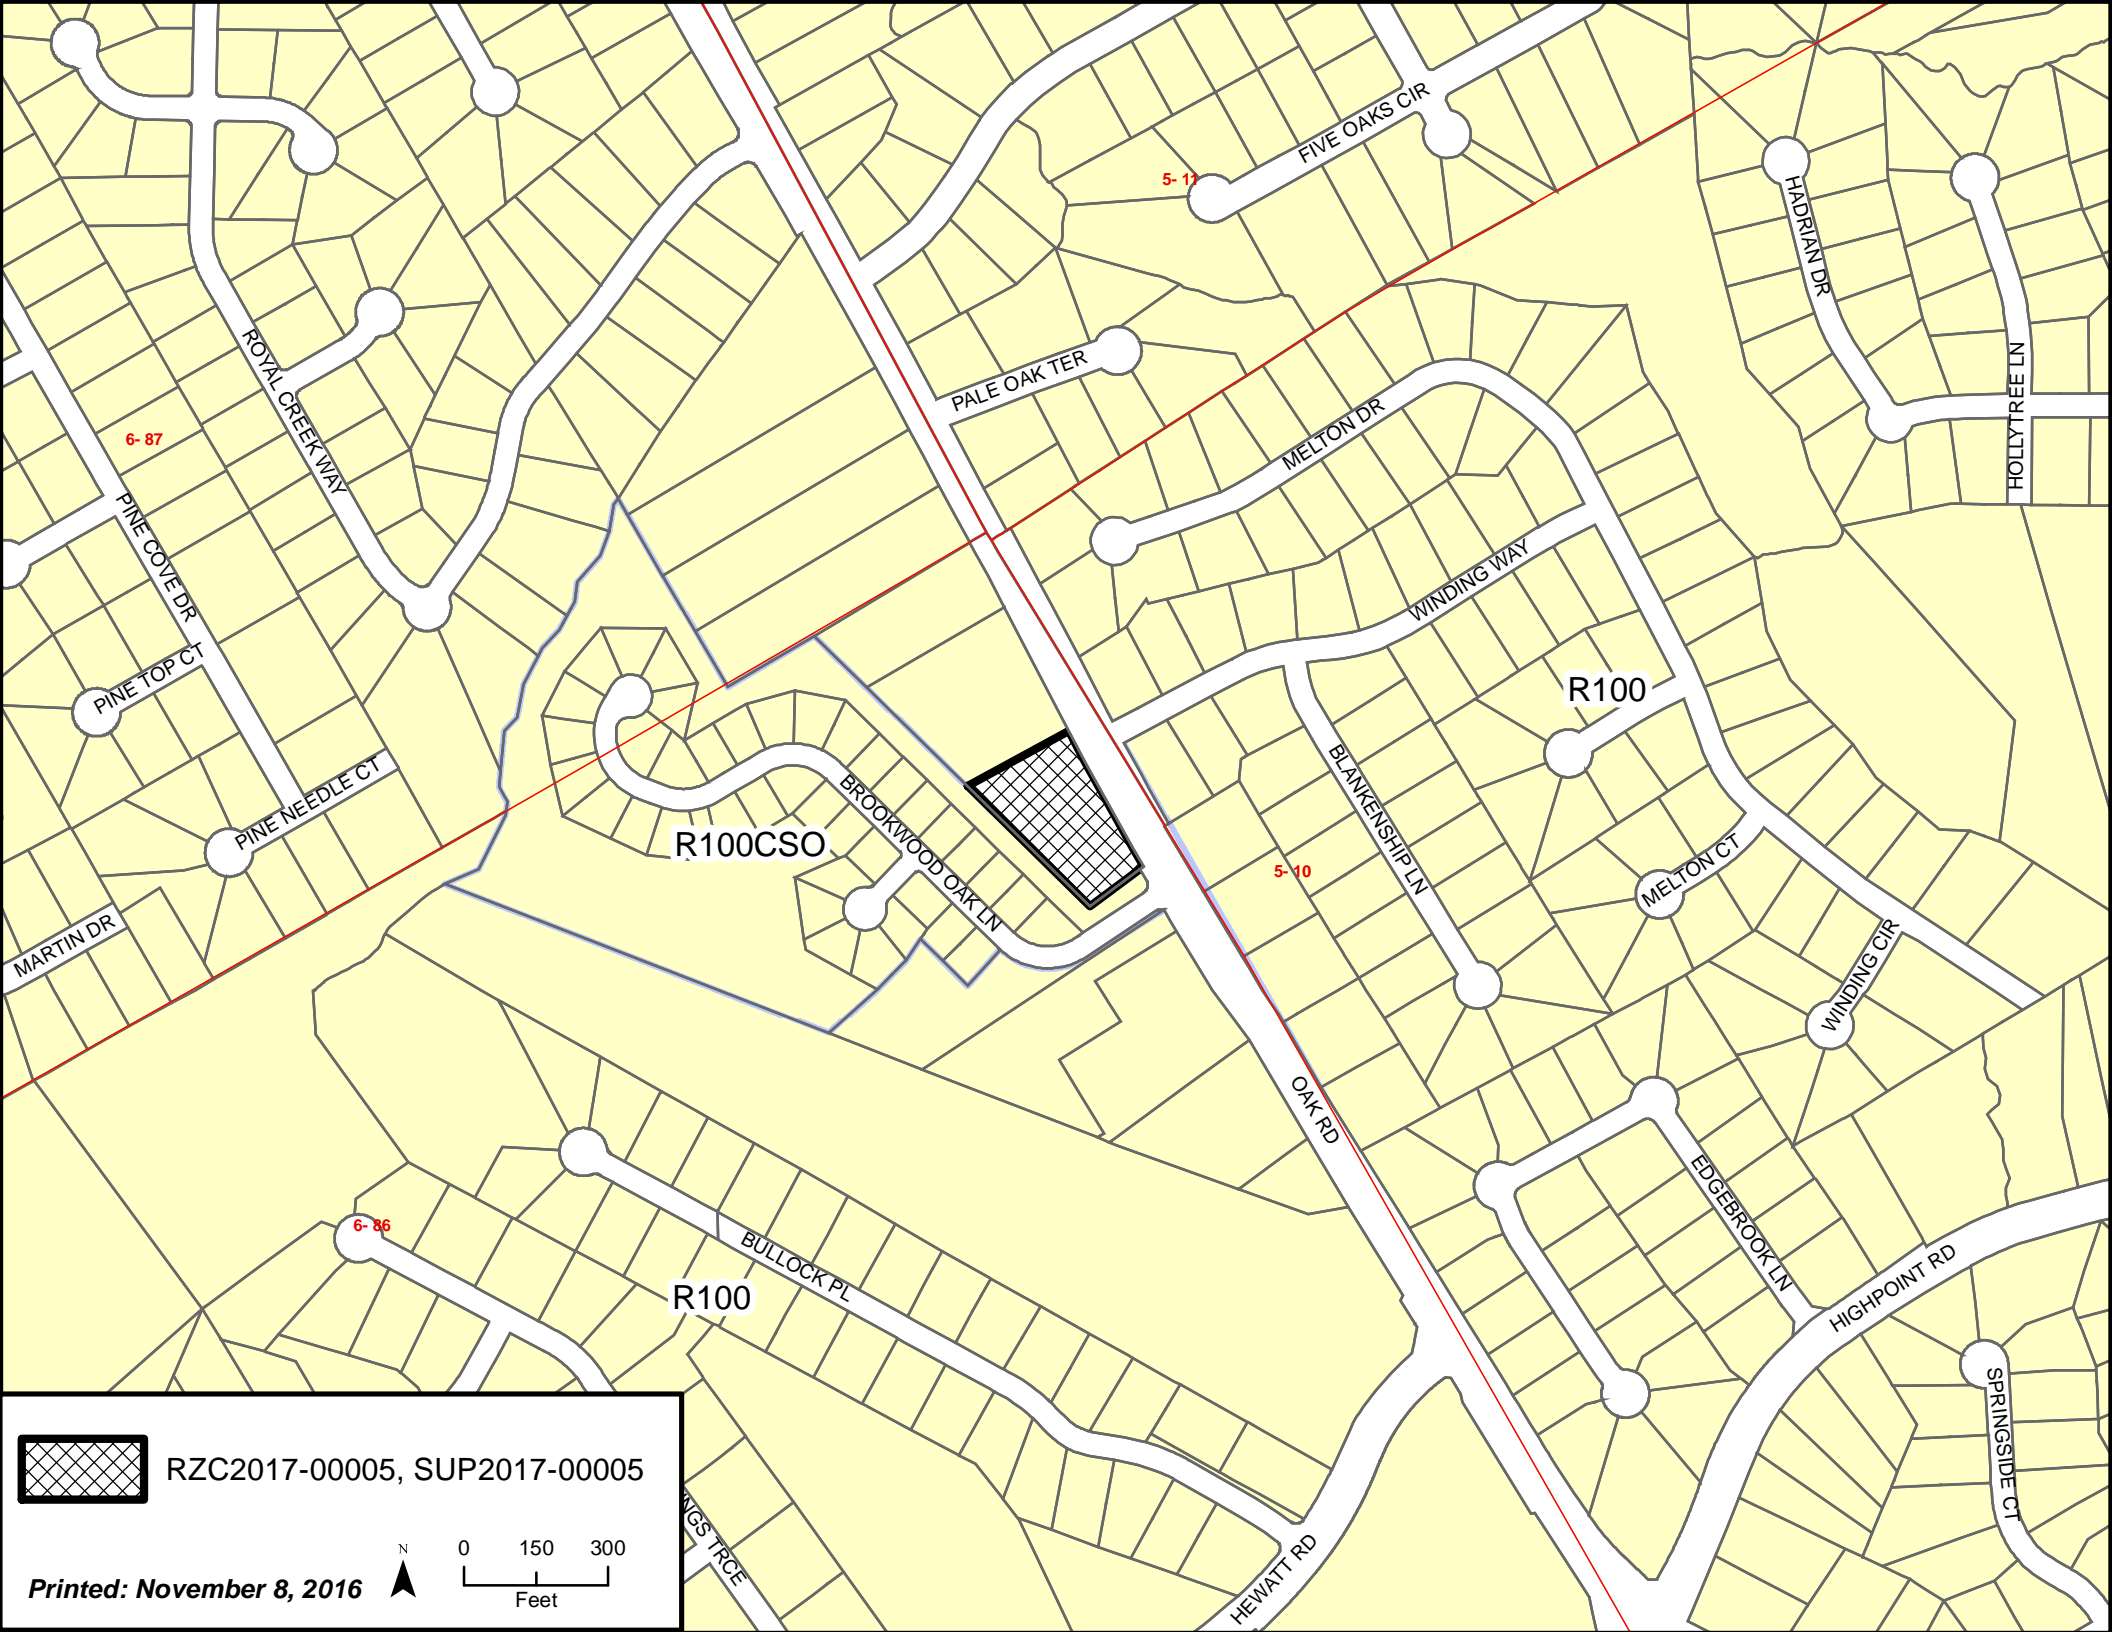 FIVE OAKS CIR
5- 11
HADRIAN DR
ROYAL CREEK WAY
PALE OAK TER
HOLLYTREE LN
6- 87
MELTON DR
PINE COVE DR
WINDING WAY
PINE TOP CT
R100
BLANKENSHIP LN
PINE NEEDLE CT
BROOKWOOD OAK LN
R100CSO
5- 10
MELTON CT
MARTIN DR
WINDING CIR
OAK RD
EDGEBROOK LN
6- 86
BULLOCK PL
HIGHPOINT RD
R100
SPRINGSIDE CT
RZC2017-00005, SUP2017-00005
INGS TRCE
HEWATT RD
N
0 150 300
Feet
Printed: November 8, 2016